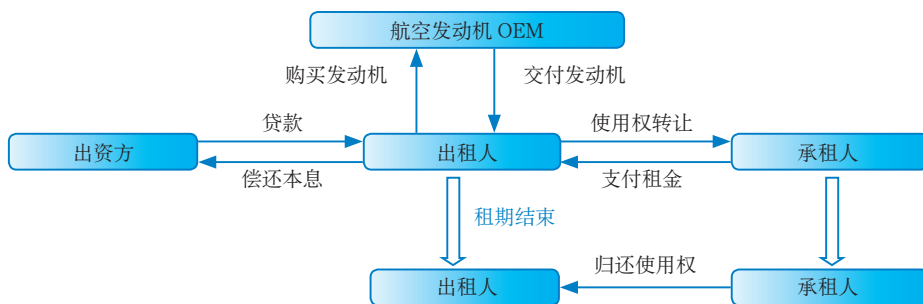 航空发动机 OEM
购买发动机
交付发动机
贷款
使用权转让
出资方
出租人
承租人
偿还本息
支付租金
租期结束
归还使用权
出租人
承租人